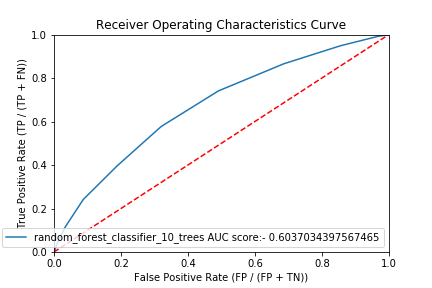 Receiver Operating Characteristics Curve
True Positive Rate (TP / (TP + FN))
1.0
0.8
0.6
0.4
0.2
0.0
random_forest_classifier_10_trees AUC score:- 0.6037034397567465
0.0 0.2 0.4 0.6 0.8 1.0
False Positive Rate (FP / (FP + TN))